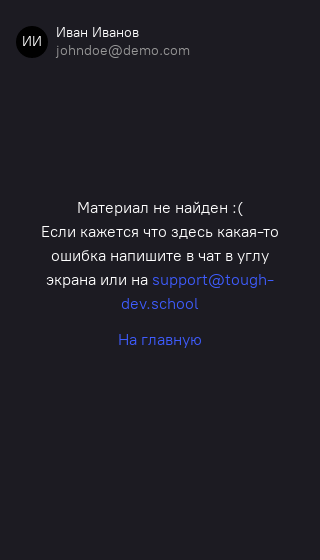 ИИ
Иван Иванов
johndoe@demo.com
Материал не найден :(
Если кажется что здесь какая-то
ошибка напишите в чат в углу
экрана или на support@tough-
dev.school
На главную